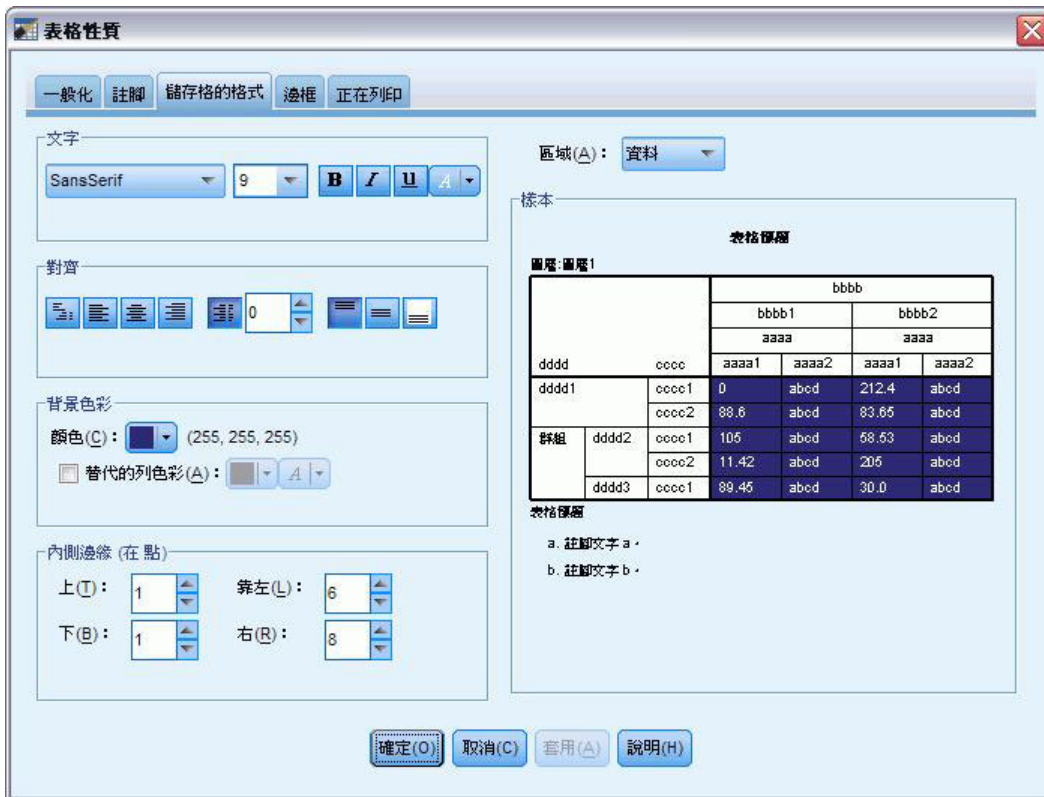 表格性質
一般化 註腳 儲存格的格式 邊框 正在列印
文字
SansSerif 9 B I U A
對齊
0
背景色彩
顏色(C)： (255, 255, 255)
替代的列色彩(A)： A
內側邊緣 (在 點)
上(T)： 1 靠左(L)： 6
下(B)： 1 右(R)： 8
區域(A)： 資料
樣本
表格標題
圖層:圖層1
bbbb
bbbb1 bbbb2
aaaa aaaa
dddd cccc aaaa1 aaaa2 aaaa1 aaaa2
dddd1 cccc1 0 abcd 212.4 abcd
cccc2 88.6 abcd 83.65 abcd
群組 dddd2 cccc1 105 abcd 58.53 abcd
cccc2 11.42 abcd 205 abcd
dddd3 cccc1 89.45 abcd 30.0 abcd
表格標題
a. 註腳文字 a。
b. 註腳文字 b。
確定(O) 取消(C) 套用(A) 說明(H)